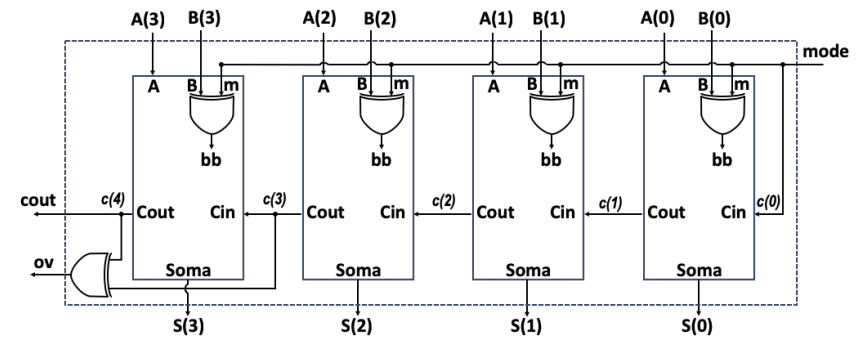 A(3) B(3) A(2) B(2) A(1) B(1) A(0) B(0)
mode
A B m A B m A B m A B m
bb bb bb bb
cout c(4) Cout Cin c(3) Cout Cin c(2) Cout Cin c(1) Cout Cin c(0)
ov
Soma Soma Soma Soma
S(3) S(2) S(1) S(0)